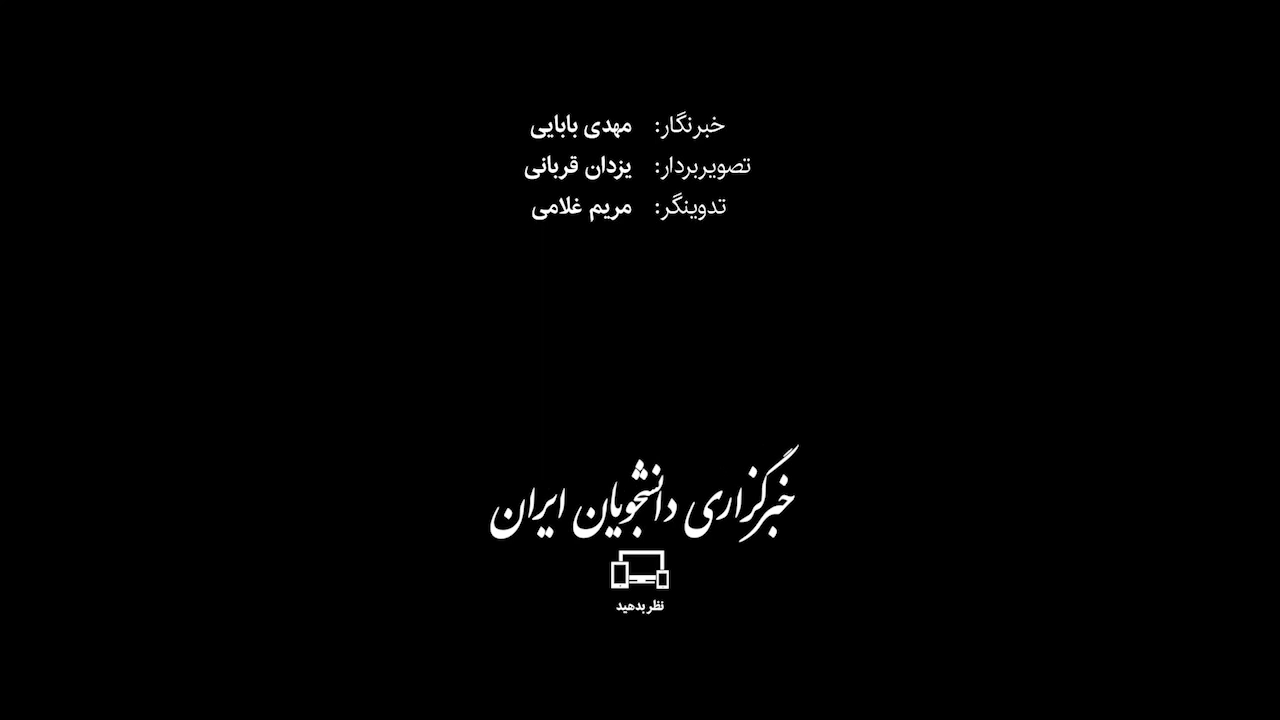 خبرنگار: مهدی بابایی
تصویربردار: یزدان قربانی
تدوینگر: مریم غلامی
خبرگزاری دانشجویان ایران
نظر بدهید